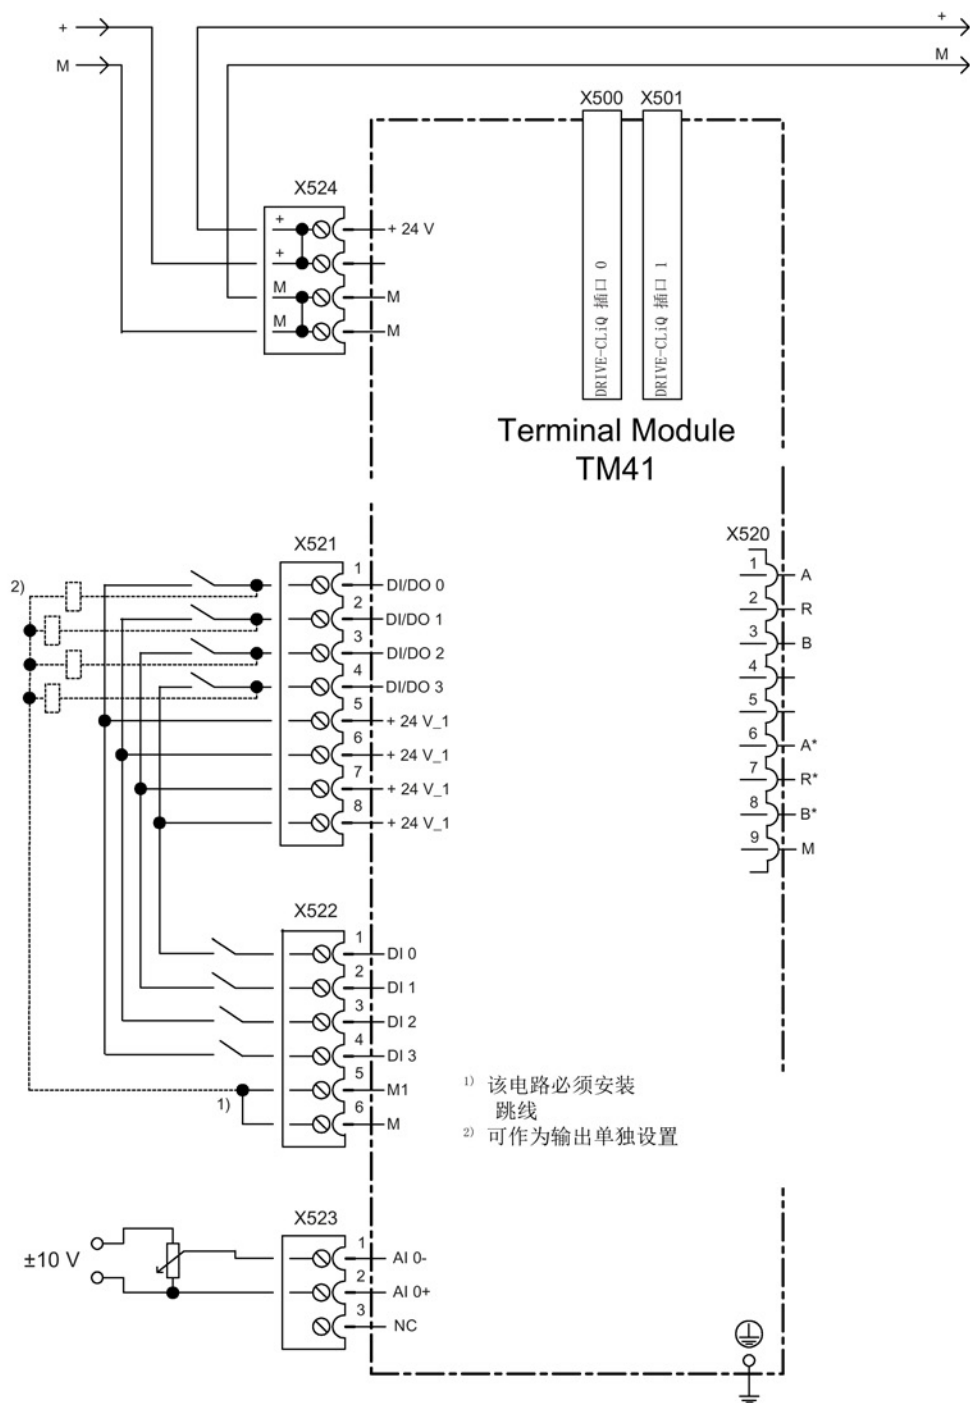 +
+
M
M
X500 X501
X524
+
+ 24 V
+
M
M
M
M
DRIVE-CLiQ 插口 0
DRIVE-CLiQ 插口 1
Terminal Module
TM41
X521
2)
1
DI/DO 0
2
DI/DO 1
3
DI/DO 2
4
DI/DO 3
5
+ 24 V_1
6
+ 24 V_1
7
+ 24 V_1
8
+ 24 V_1
X520
1
A
2
R
3
B
4
5
6
A*
7
R*
8
B*
9
M
X522
1
DI 0
2
DI 1
3
DI 2
4
DI 3
5
M1
1)
6
M
1) 该电路必须安装
跳线
2) 可作为输出单独设置
X523
±10 V
1
AI 0-
2
AI 0+
3
NC